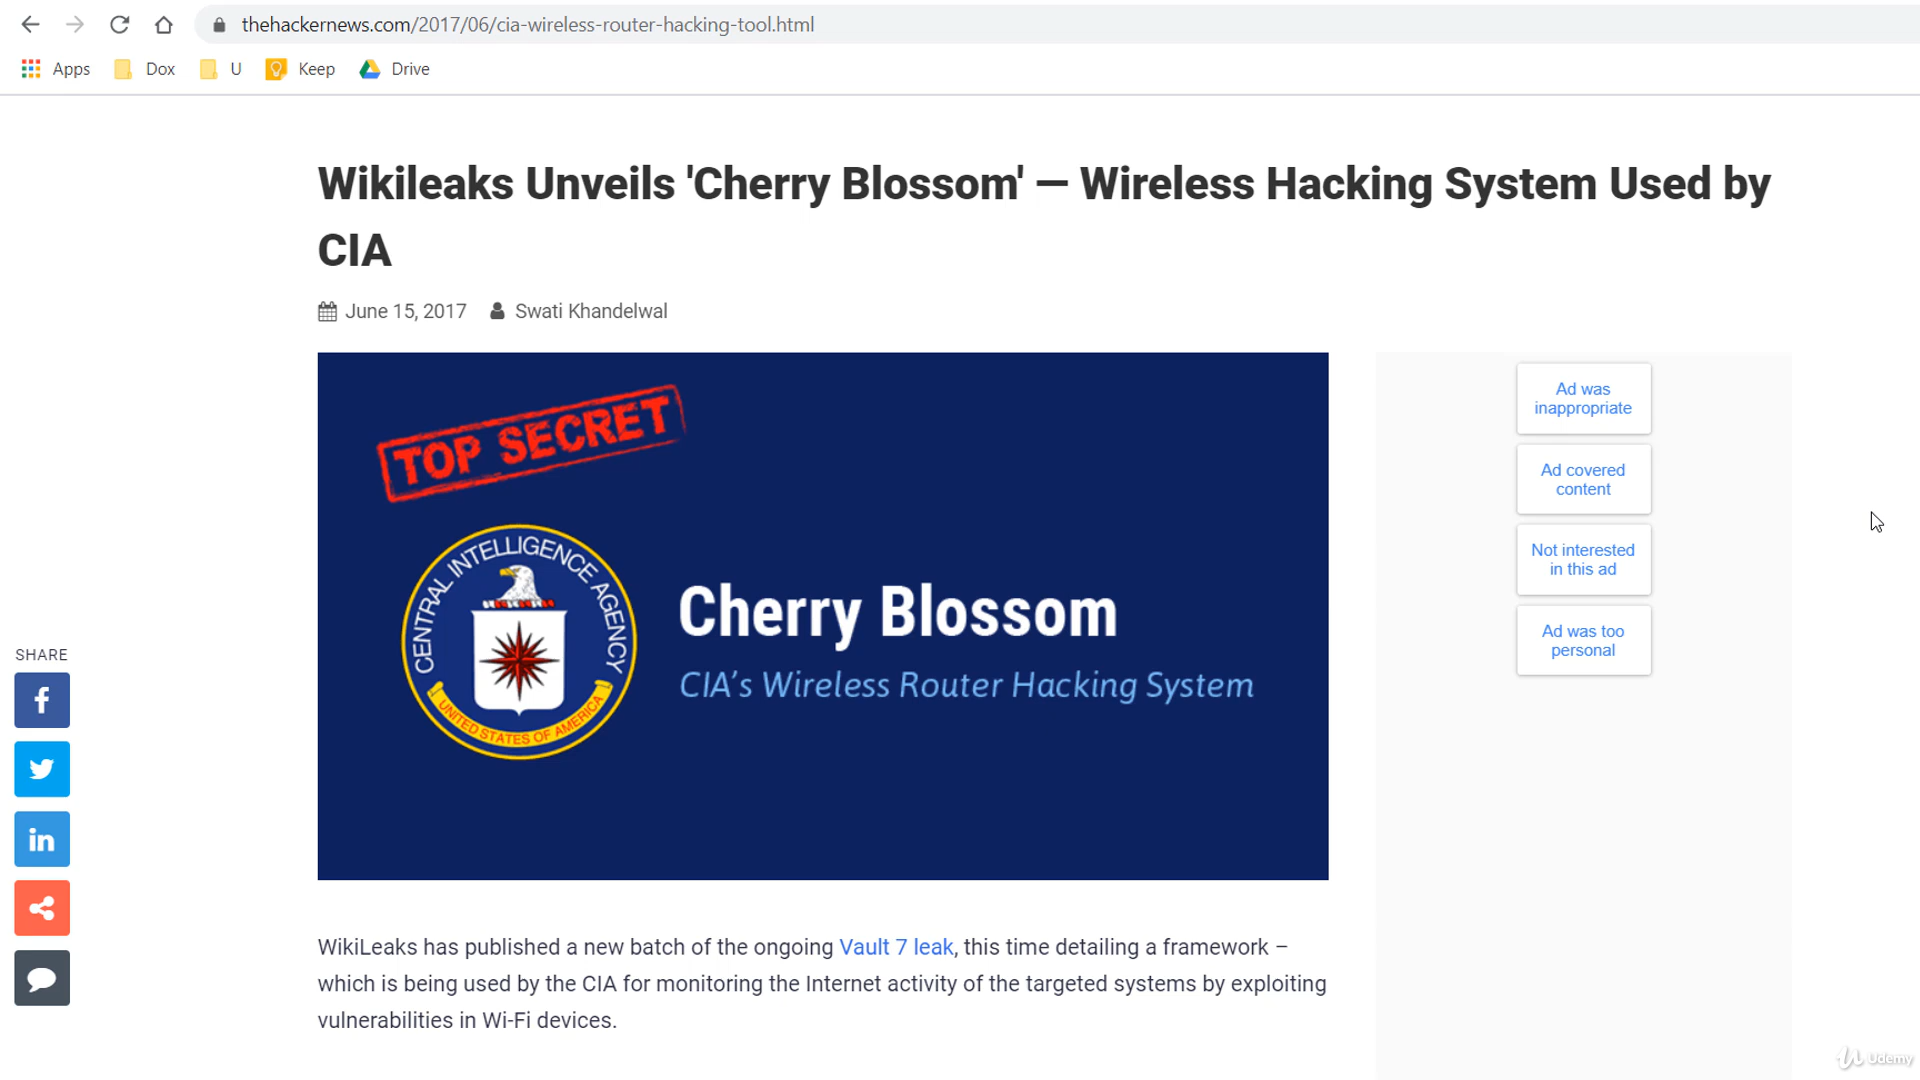 thehackernews.com/2017/06/cia-wireless-router-hacking-tool.html
Apps Dox U Keep Drive
Wikileaks Unveils 'Cherry Blossom' — Wireless Hacking System Used by
CIA
June 15, 2017 Swati Khandelwal
TOP SECRET
CENTRAL INTELLIGENCE AGENCY
UNITED STATES OF AMERICA
Cherry Blossom
CIA's Wireless Router Hacking System
Ad was
inappropriate
Ad covered
content
Not interested
in this ad
Ad was too
personal
SHARE
f
in
WikiLeaks has published a new batch of the ongoing Vault 7 leak, this time detailing a framework –
which is being used by the CIA for monitoring the Internet activity of the targeted systems by exploiting
vulnerabilities in Wi-Fi devices.
Udemy